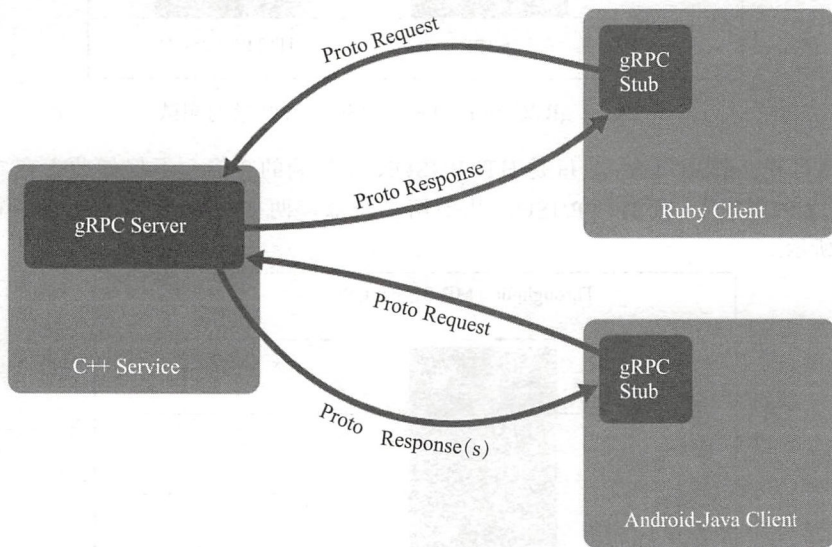 Proto Request
gRPC
Stub
Proto Response
Ruby Client
gRPC Server
C++ Service
Proto Request
gRPC
Stub
Proto Response(s)
Android-Java Client